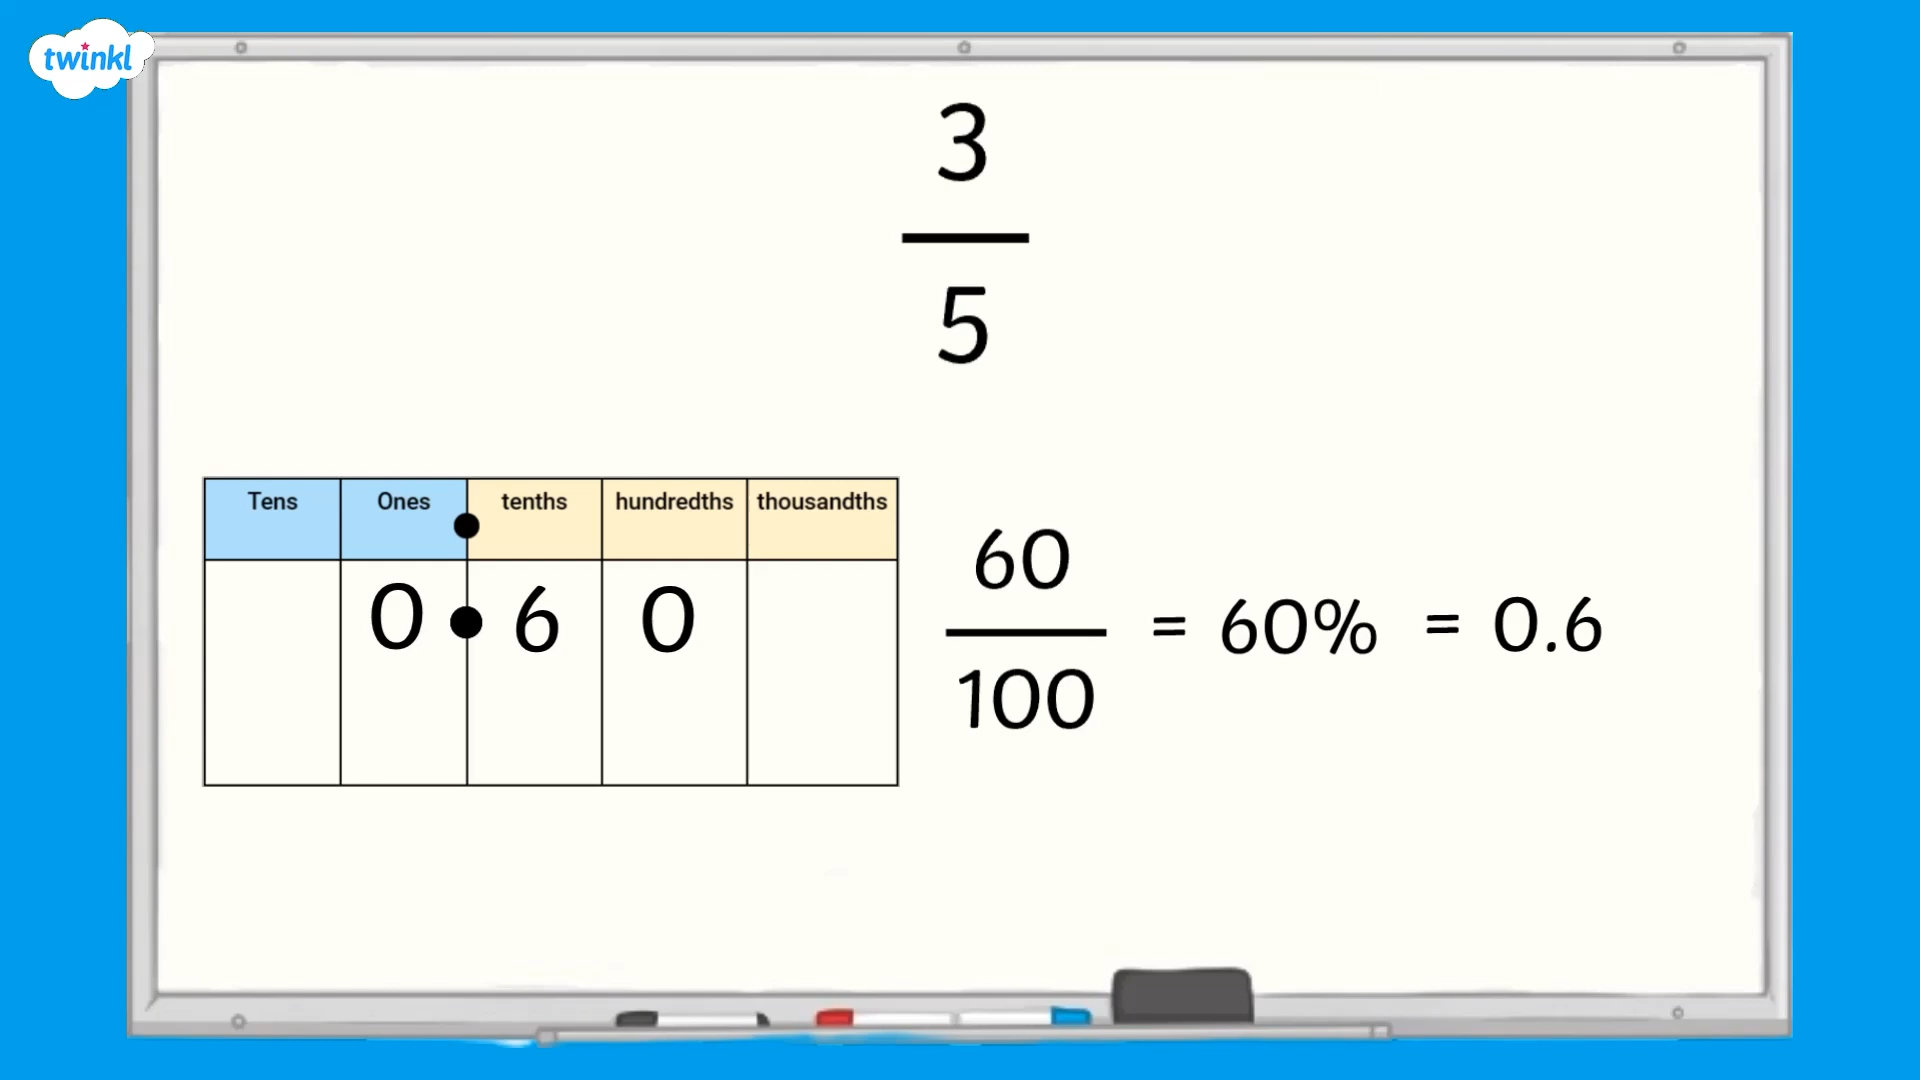 twinkl
3
5
Tens Ones tenths hundredths thousandths
0 . 6 0
60
100
= 60% = 0.6